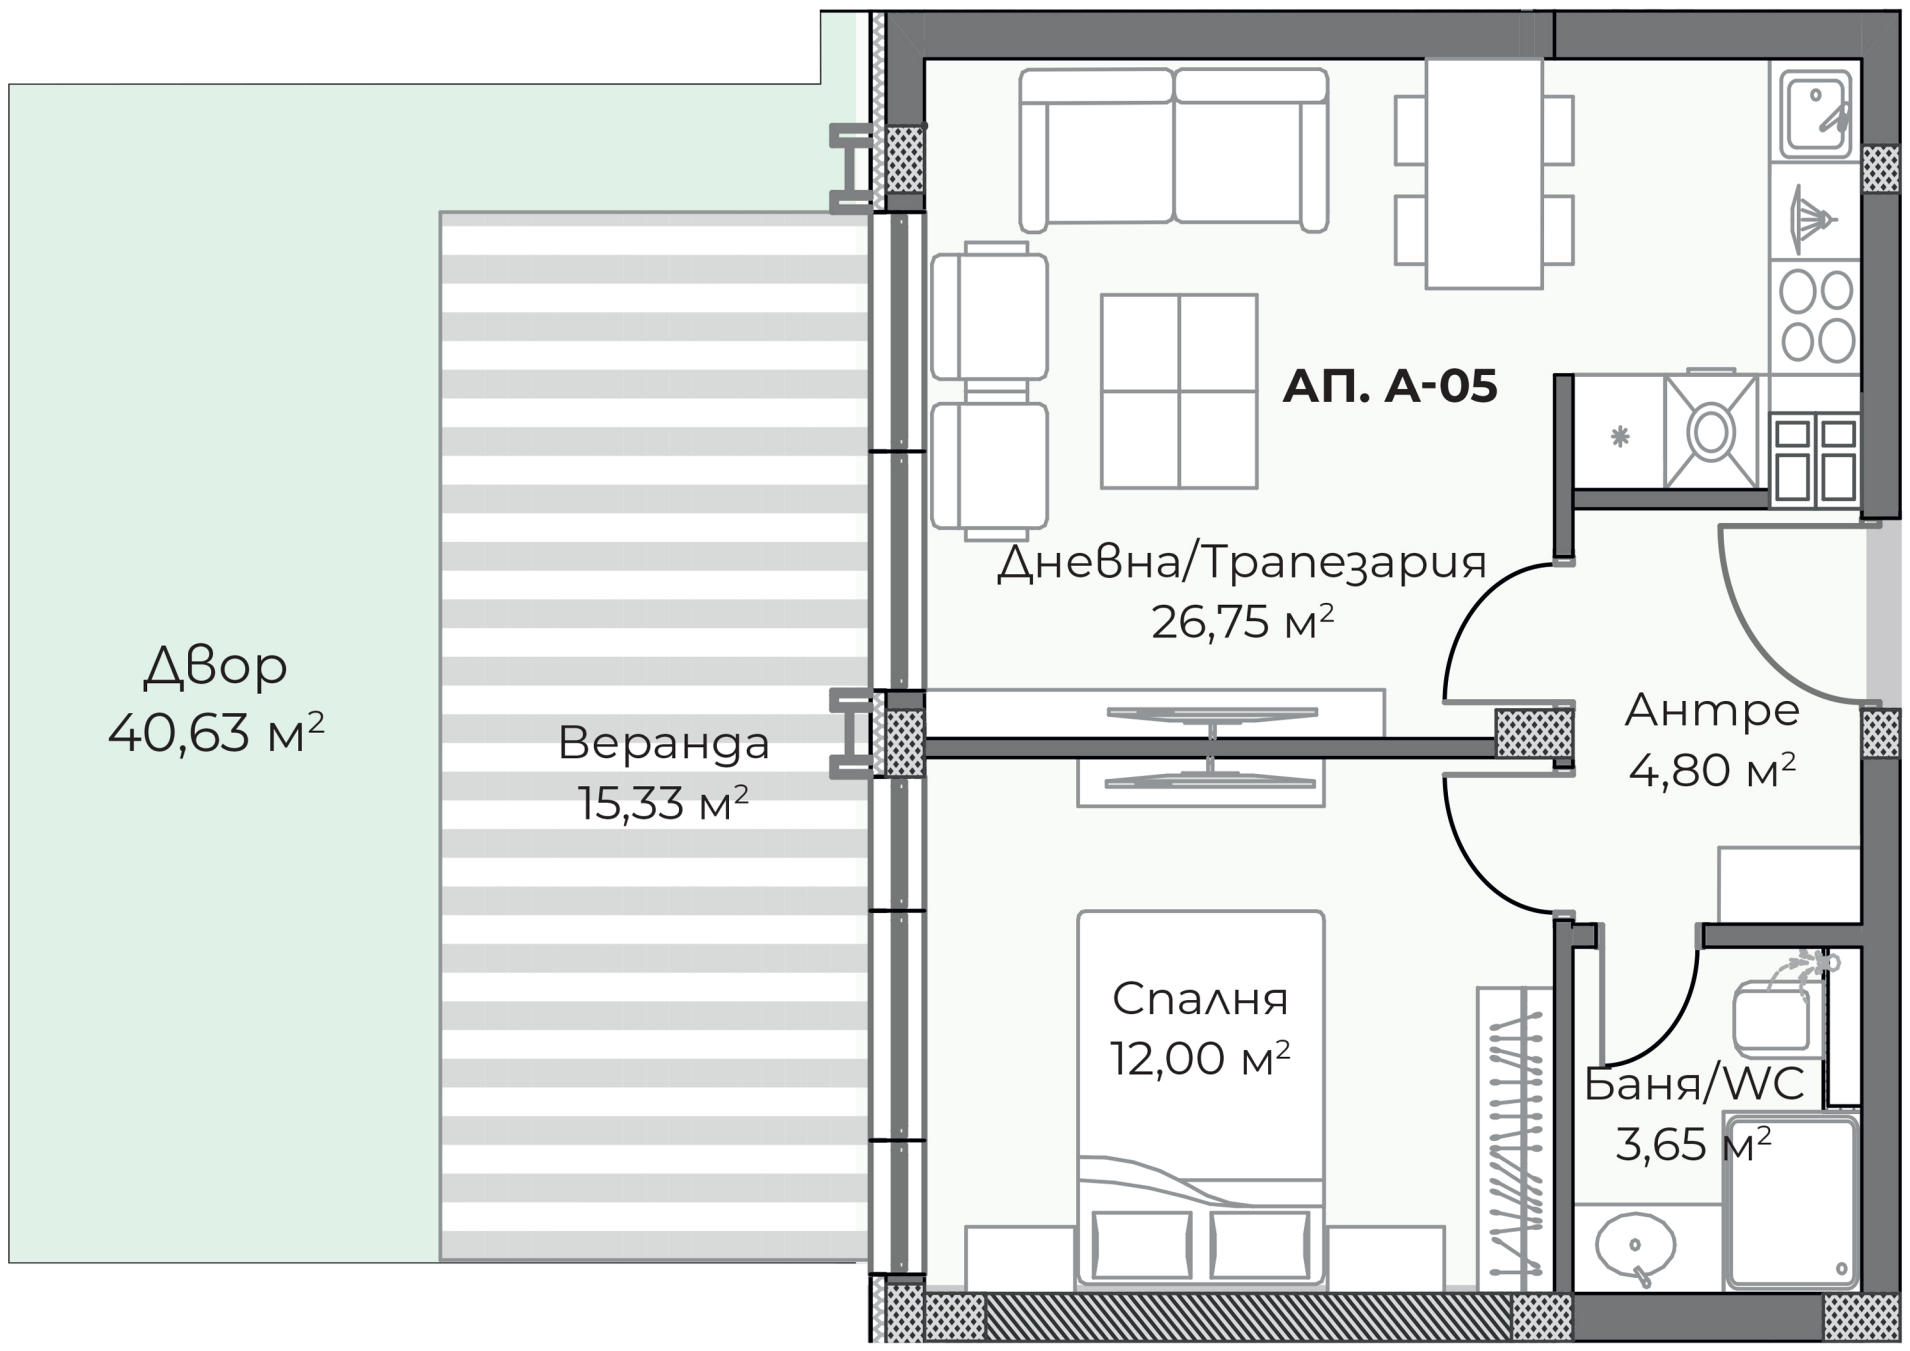 АП. А-05
Дневна/Трапезария
26,75 м²
Двор
40,63 м²
Веранда
15,33 м²
Антре
4,80 м²
Спалня
12,00 м²
Баня/WC
3,65 м²